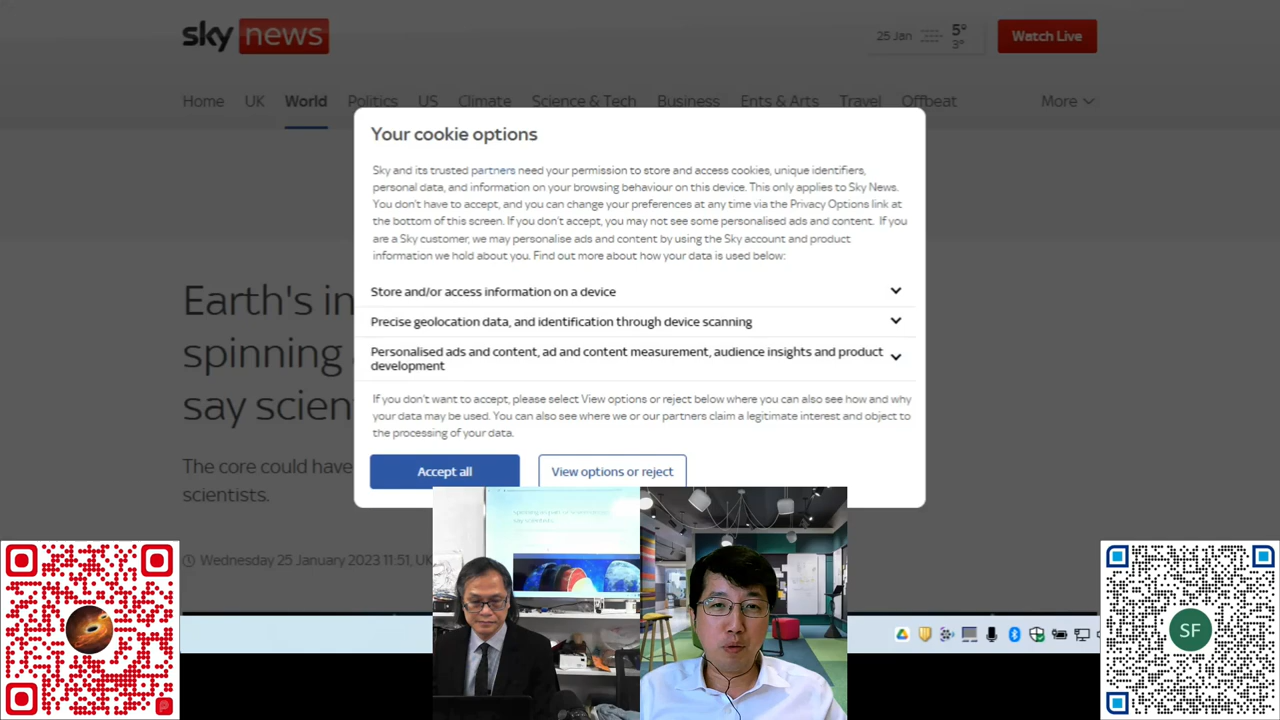 sky news
25 Jan
5°
3°
Watch Live
Home UK World Politics US Climate Science & Tech Business Ents & Arts Travel Offbeat More
Your cookie options
Sky and its trusted partners need your permission to store and access cookies, unique identifiers,
personal data, and information on your browsing behaviour on this device. This only applies to Sky News.
You don't have to accept, and you can change your preferences at any time via the Privacy Options link at
the bottom of this screen. If you don't accept, you may not see some personalised ads and content. If you
are a Sky customer, we may personalise ads and content by using the Sky account and product
information we hold about you. Find out more about how your data is used below:
Store and/or access information on a device
Precise geolocation data, and identification through device scanning
Personalised ads and content, ad and content measurement, audience insights and product
development
If you don't want to accept, please select View options or reject below where you can also see how and why
your data may be used. You can also see where we or our partners claim a legitimate interest and object to
the processing of your data.
Accept all
View options or reject
Earth's in
spinning
say scien
The core could have
scientists.
Wednesday 25 January 2023 11:51, UK
SF